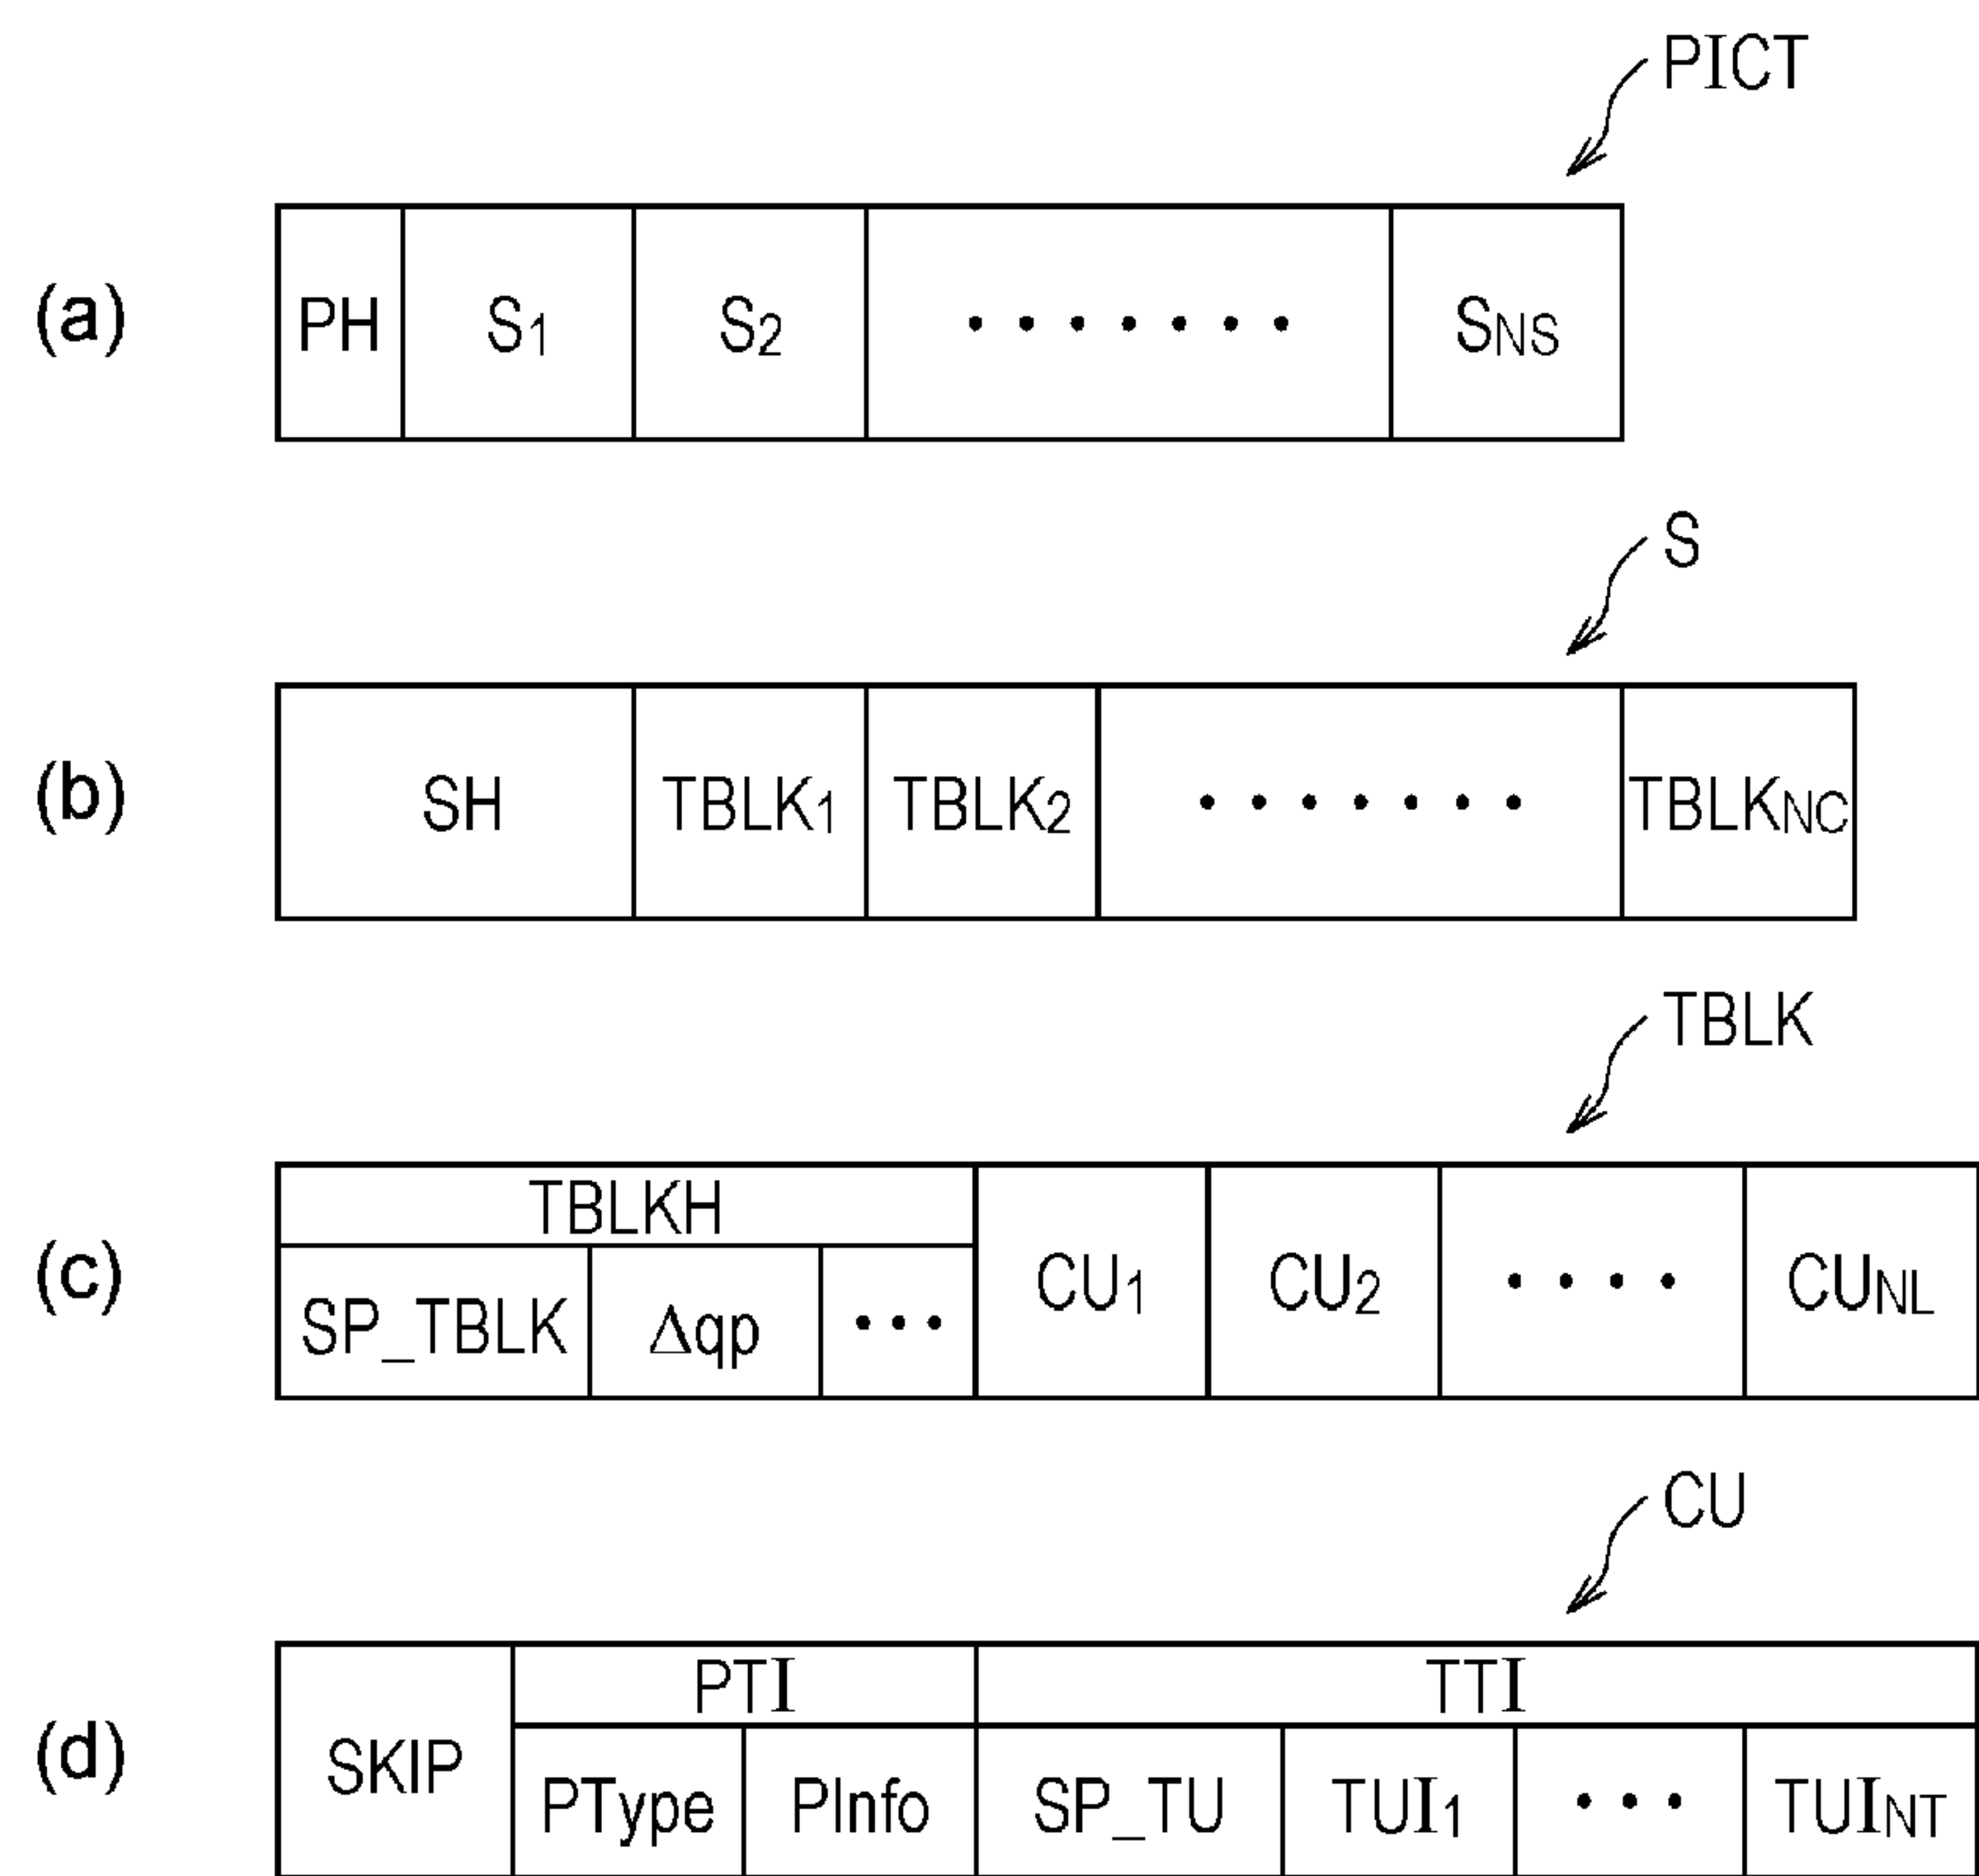 PICT
(a) PH S1 S2 ・・・・・・・ SNS
S
(b) SH TBLK1 TBLK2 ・・・・・・・ TBLKNC
TBLK
TBLKH
(c) SP_TBLK Δqp ・・・ CU1 CU2 ・・・・ CUNL
CU
PTI TTI
(d) SKIP PType PInfo SP_TU TUI1 ・・・ TUINT